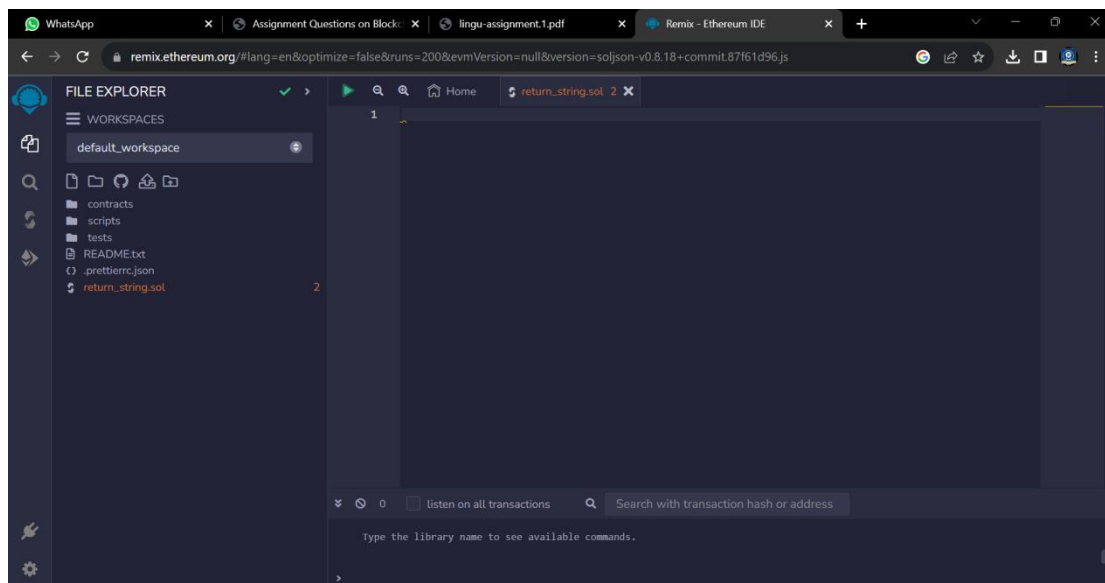 WhatsApp
Assignment Questions on Blockc
lingu-assignment.1.pdf
Remix - Ethereum IDE
remix.ethereum.org/#lang=en&optimize=false&runs=200&evmVersion=null&version=soljson-v0.8.18+commit.87f61d96.js
FILE EXPLORER
WORKSPACES
default_workspace
contracts
scripts
tests
README.txt
.prettierrc.json
return_string.sol 2
Home
return_string.sol 2
1
0
listen on all transactions
Search with transaction hash or address
Type the library name to see available commands.
>